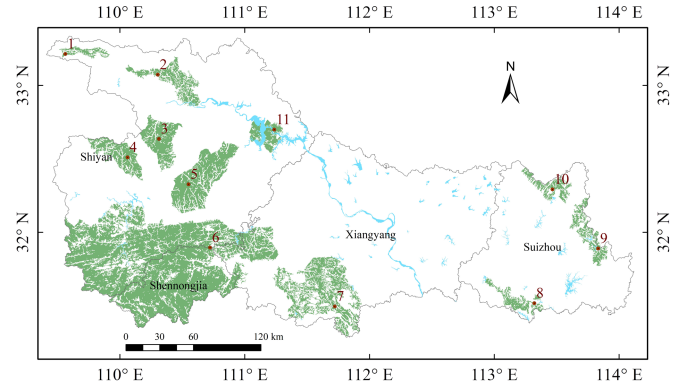 110° E 111° E 112° E 113° E 114° E
1
2
N
33° N
33° N
3
11
4
Shiyan
5
10
32° N
32° N
6
Xiangyang
Suizhou
9
Shennongjia
7
8
0 30 60 120 km
110° E 111° E 112° E 113° E 114° E